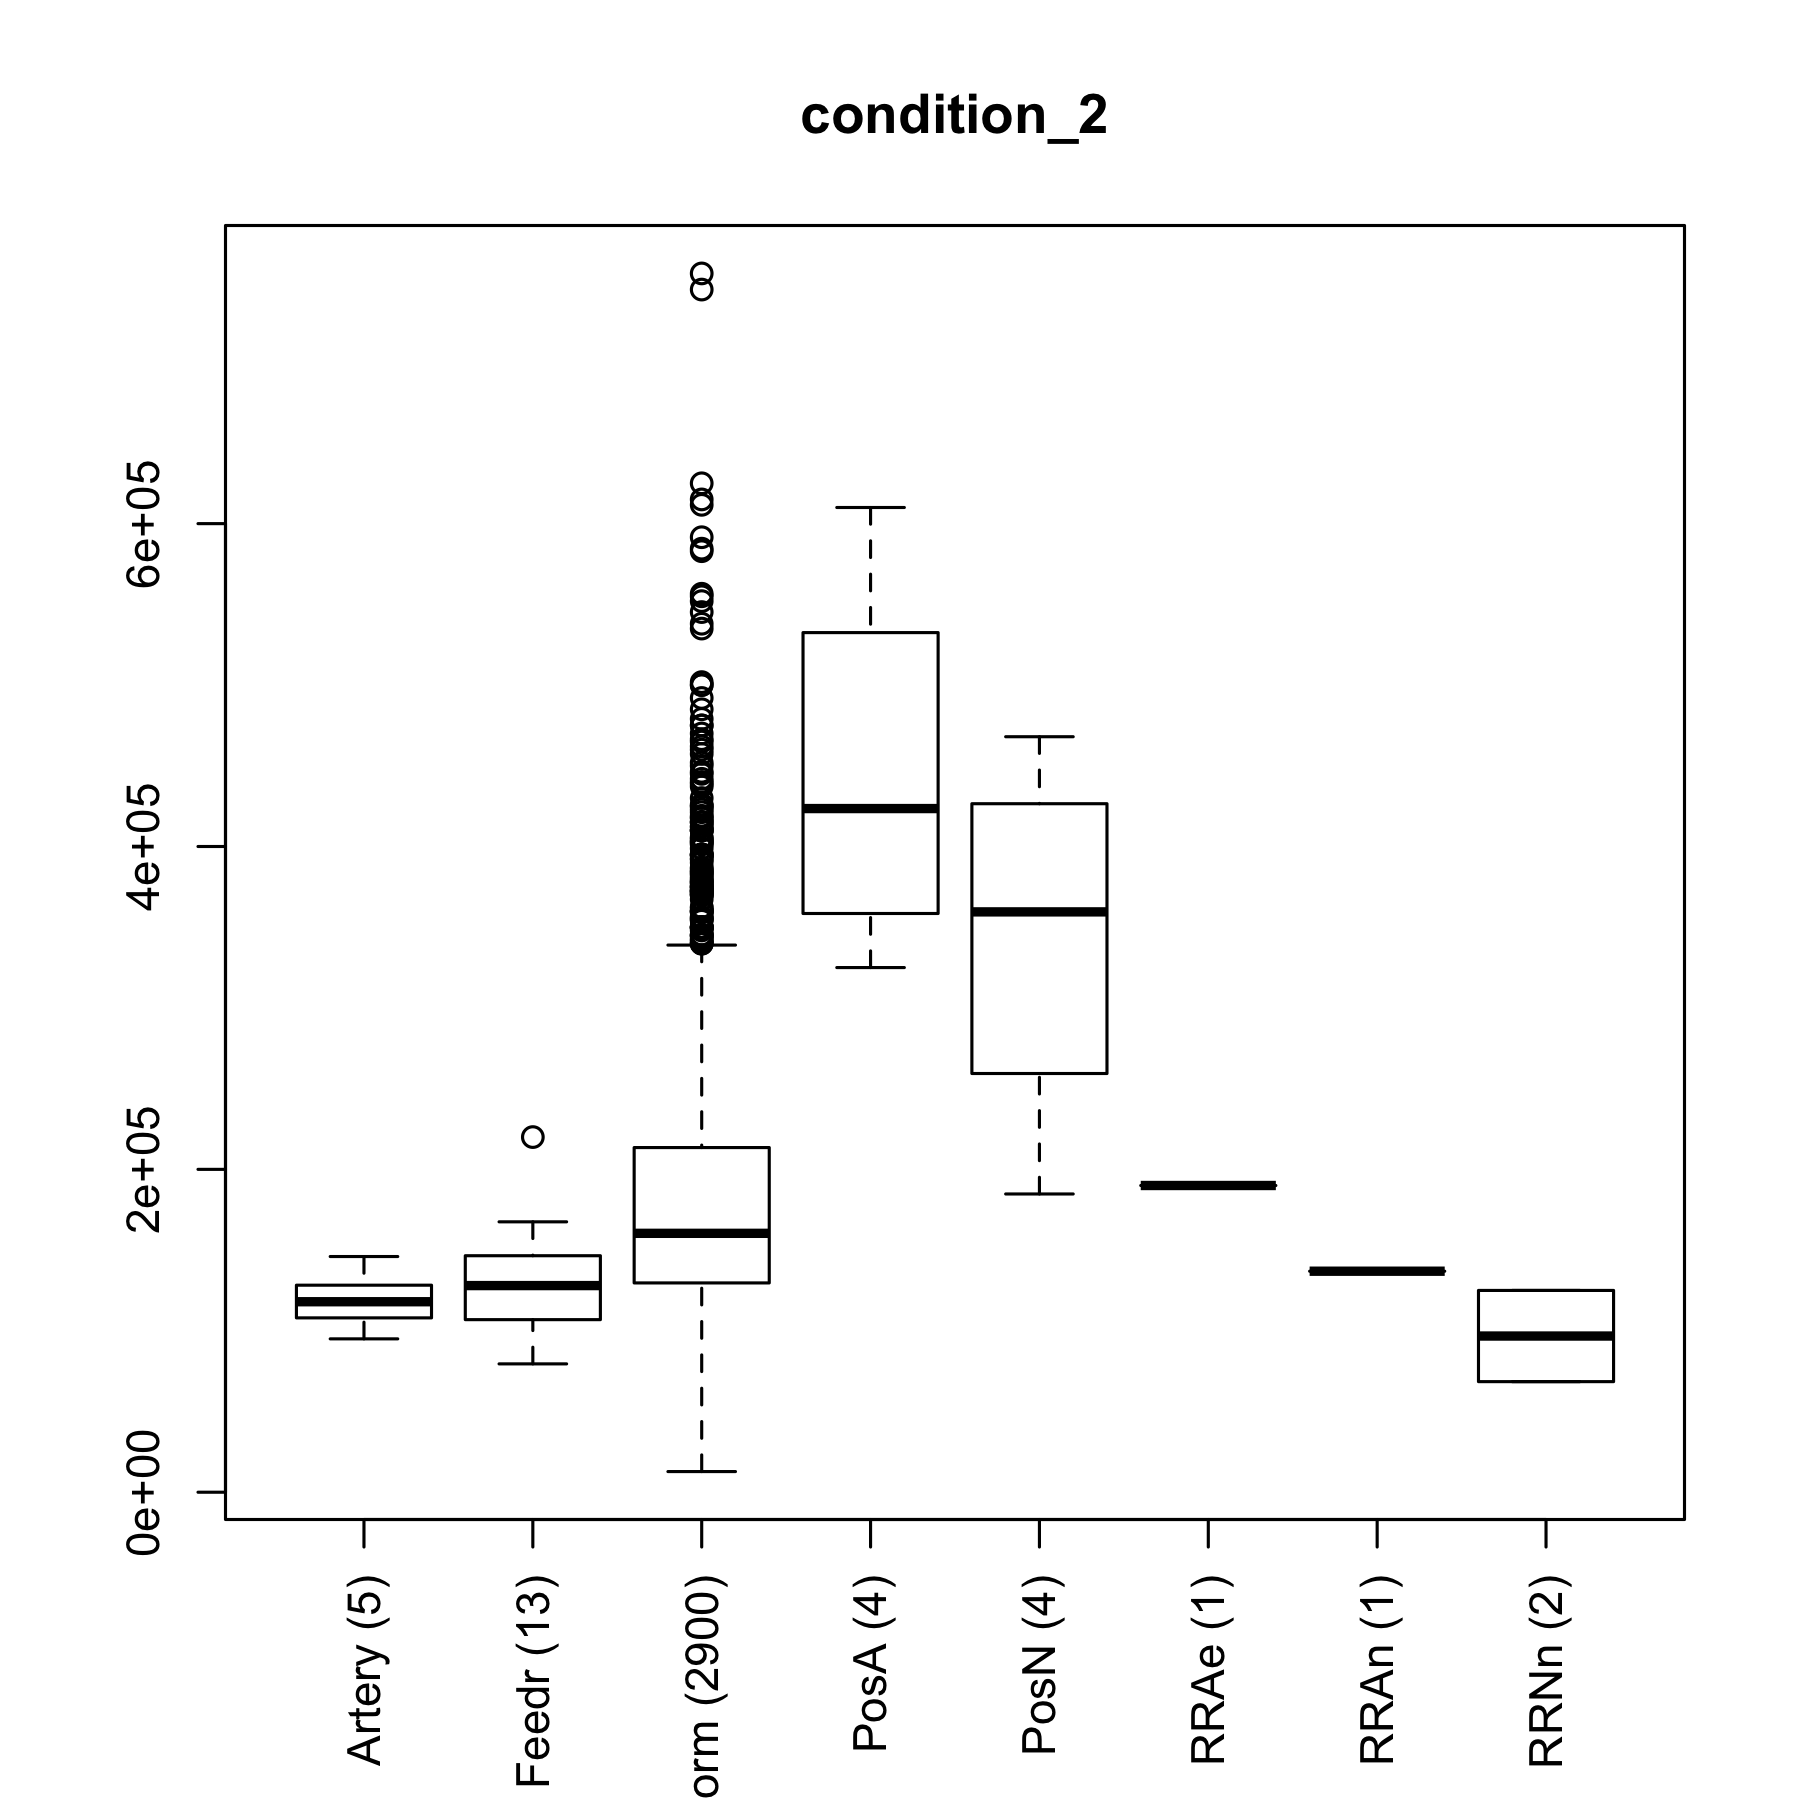 condition_2
6e+05
4e+05
2e+05
0e+00
Artery (5)
Feedr (13)
orm (2900)
PosA (4)
PosN (4)
RRAe (1)
RRAn (1)
RRNn (2)